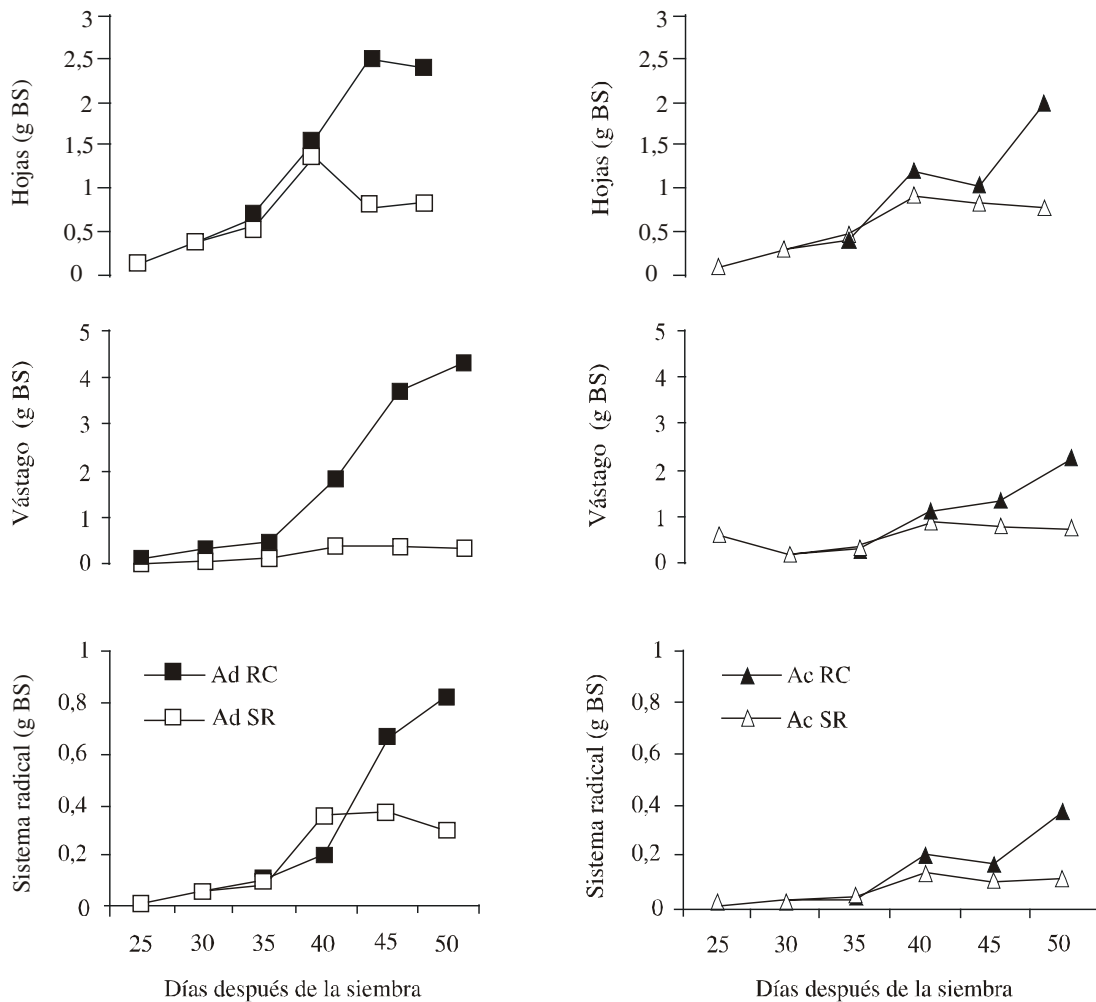 Hojas (g BS)
3
2,5
2
1,5
1
0,5
0
Hojas (g BS)
3
2,5
2
1,5
1
0,5
0
Vástago (g BS)
5
4
3
2
1
0
Vástago (g BS)
5
4
3
2
1
0
Sistema radical (g BS)
1
0,8
0,6
0,4
0,2
0
Ad RC
Ad SR
25 30 35 40 45 50
Días después de la siembra
Sistema radical (g BS)
1
0,8
0,6
0,4
0,2
0
Ac RC
Ac SR
25 30 35 40 45 50
Días después de la siembra